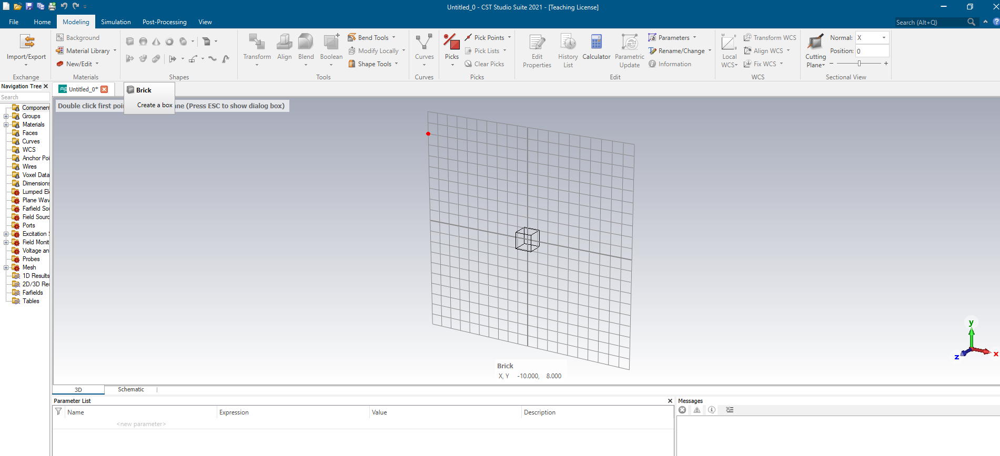 Untitled_0 - CST Studio Suite 2021 - [Teaching License]
File Home Modeling Simulation Post-Processing View
Search (Alt+Q)
Import/Export
Exchange
Background
Material Library
New/Edit
Materials
Shapes
Transform
Align
Blend
Boolean
Bend Tools
Modify Locally
Shape Tools
Tools
Curves
Curves
Picks
Pick Points
Pick Lists
Clear Picks
Picks
Edit
Properties
History
List
Calculator
Parametric
Update
Parameters
Rename/Change
Information
Edit
Local
WCS
Transform WCS
Align WCS
Fix WCS
WCS
Cutting
Plane
Normal: X
Position: 0
Sectional View
Navigation Tree
Search
Component
Groups
Materials
Faces
Curves
WCS
Anchor Poi
Wires
Voxel Data
Dimensions
Lumped Ele
Plane Wav
Farfield Sou
Field Sourc
Ports
Excitation S
Field Monit
Voltage an
Probes
Mesh
1D Results
2D/3D Res
Farfields
Tables
Untitled_0*
Brick
Create a box
Double click first poi ane (Press ESC to show dialog box)
y
x
z
Brick
X, Y -10.000, 8.000
3D Schematic
Parameter List
Name Expression Value Description
<new parameter>
Messages